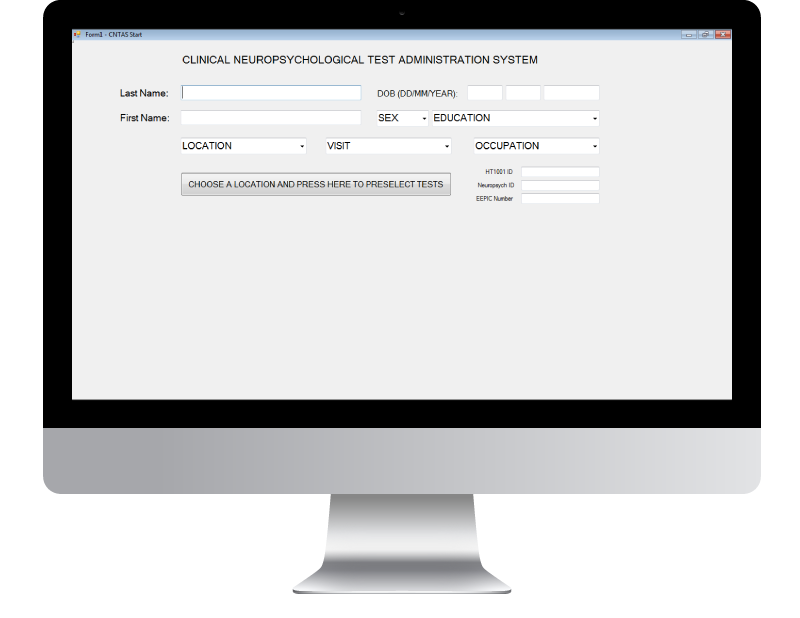 Form1 - CNTAS Start
CLINICAL NEUROPSYCHOLOGICAL TEST ADMINISTRATION SYSTEM
Last Name: DOB (DD/MM/YEAR):
First Name: SEX EDUCATION
LOCATION VISIT OCCUPATION
HT1001 ID
CHOOSE A LOCATION AND PRESS HERE TO PRESELECT TESTS
Neuropsych ID
EEPIC Number